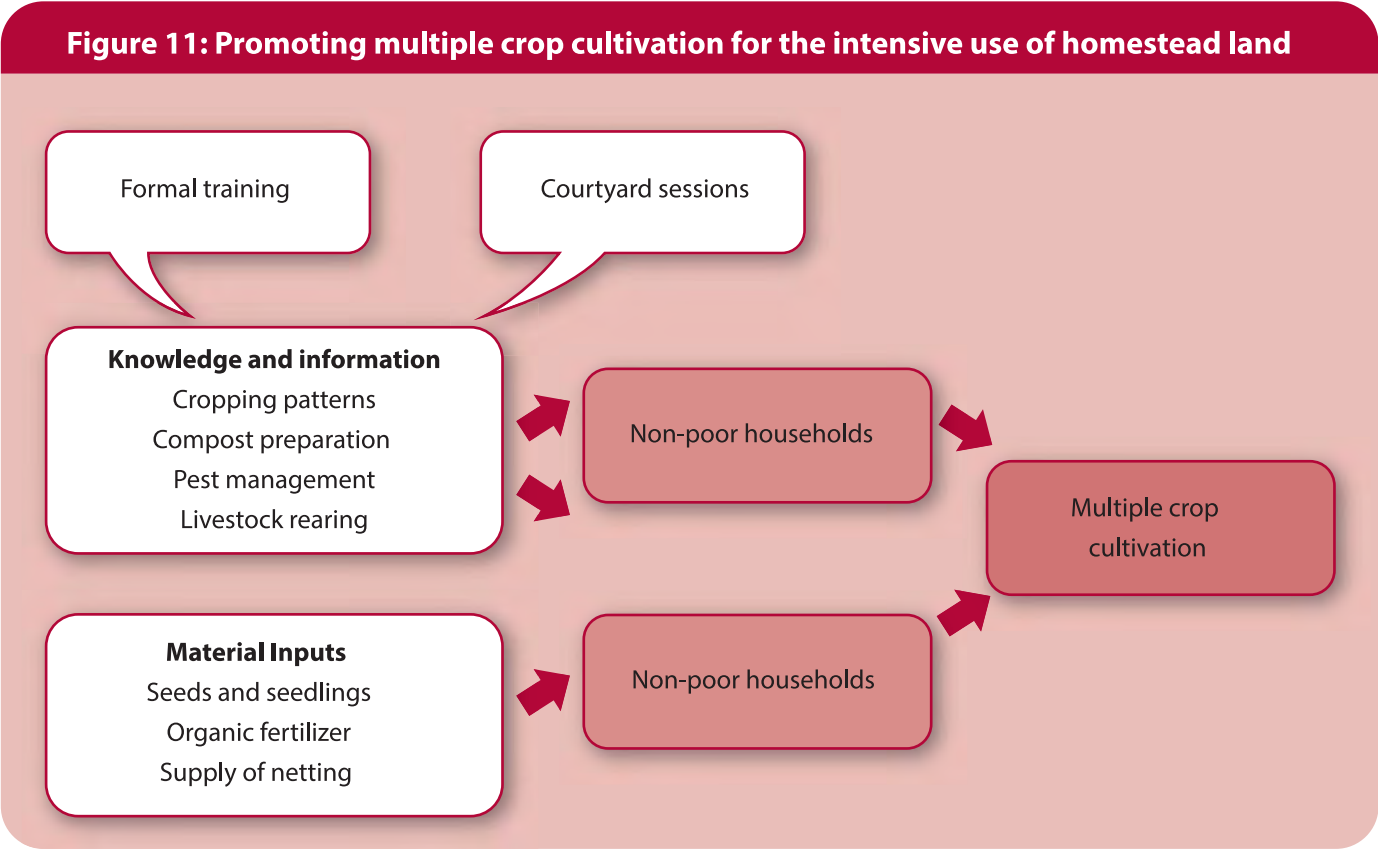 Figure 11: Promoting multiple crop cultivation for the intensive use of homestead land
Formal training
Courtyard sessions
Knowledge and information
Cropping patterns
Compost preparation
Pest management
Livestock rearing
Non-poor households
Multiple crop
cultivation
Material Inputs
Seeds and seedlings
Organic fertilizer
Supply of netting
Non-poor households